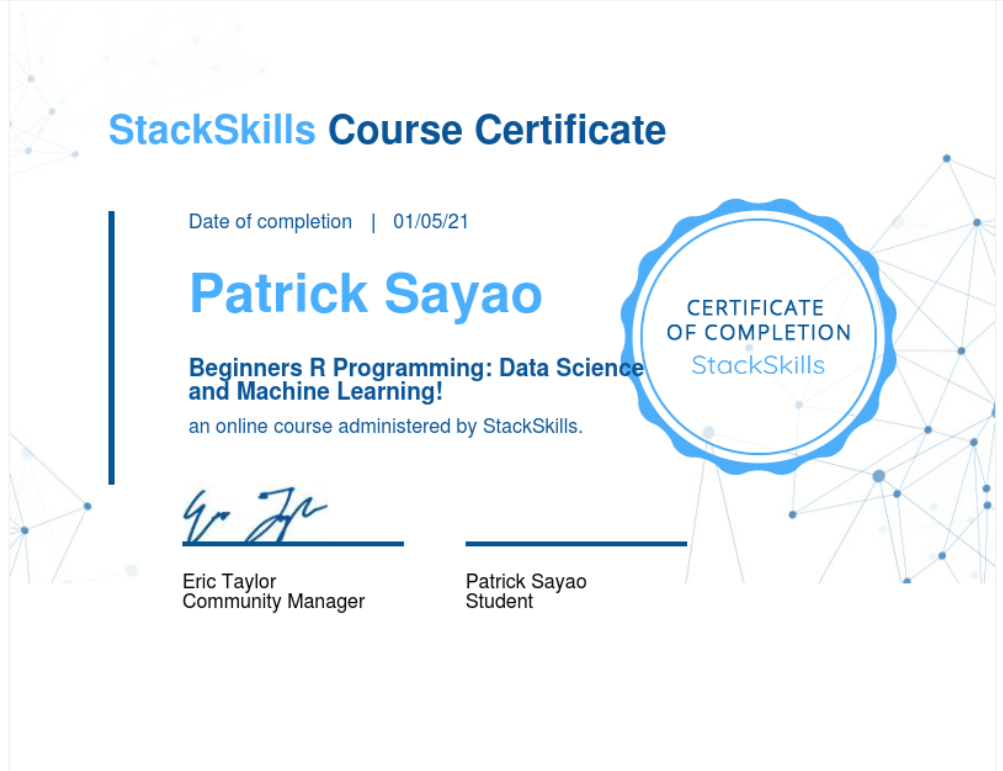 StackSkills Course Certificate
Date of completion | 01/05/21
Patrick Sayao
Beginners R Programming: Data Science
and Machine Learning!
an online course administered by StackSkills.
CERTIFICATE
OF COMPLETION
StackSkills
Eric Taylor
Community Manager
Patrick Sayao
Student